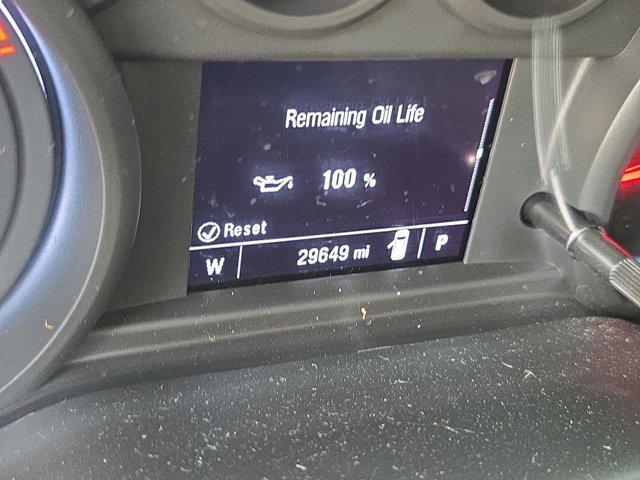 Remaining Oil Life
100 %
Reset
W
29649 mi
P